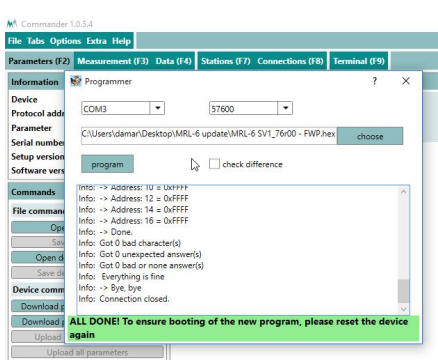 Commander 1.0.5.4
File Tabs Options Extra Help
Parameters (F2) Measurement (F3) Data (F4) Stations (F7) Connections (F8) Terminal (F9)
Information
Programmer ? ×
Device
Protocol addr
Parameter
Serial number
Setup version
Software vers
COM3 57600
C:\Users\damar\Desktop\MRL-6 update\MRL-6 SV1_76r00 - FWP.hex choose
program check difference
Commands
File command
Ope
Sav
Open de
Save de
Device comm
Download p
Download p
Upload
Upload all parameters
Info: -> Address: 10 = 0xFFFF
Info: -> Address: 12 = 0xFFFF
Info: -> Address: 14 = 0xFFFF
Info: -> Address: 16 = 0xFFFF
Info: -> Done.
Info: Got 0 bad character(s)
Info: Got 0 unexpected answer(s)
Info: Got 0 bad or none answer(s)
Info: Everything is fine
Info: -> Bye, bye
Info: Connection closed.
ALL DONE! To ensure booting of the new program, please reset the device
again